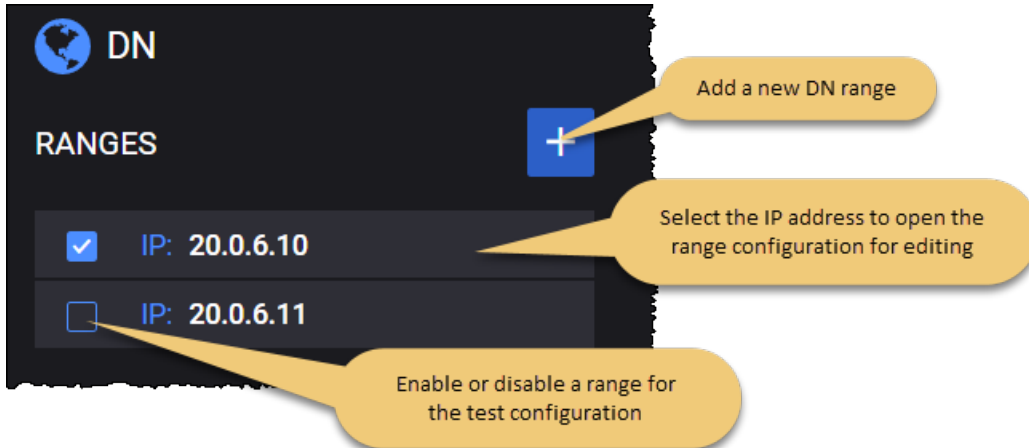 DN
Add a new DN range
RANGES
Select the IP address to open the
range configuration for editing
IP: 20.0.6.10
IP: 20.0.6.11
Enable or disable a range for
the test configuration